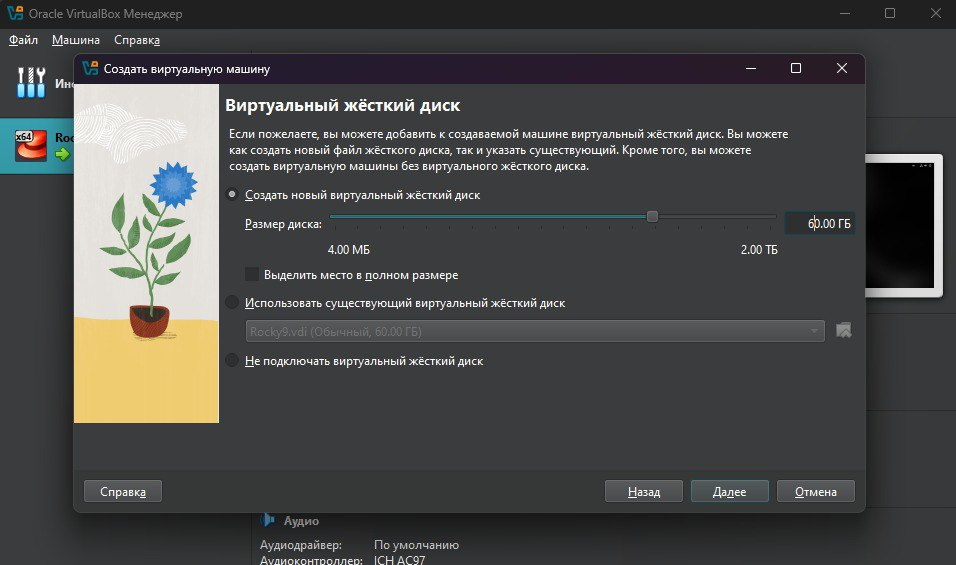 Oracle VirtualBox Менеджер
Файл Машина Справка
Создать виртуальную машину
x64
Виртуальный жёсткий диск
Если пожелаете, вы можете добавить к создаваемой машине виртуальный жёсткий диск. Вы можете
как создать новый файл жёсткого диска, так и указать существующий. Кроме того, вы можете
создать виртуальную машины без виртуального жёсткого диска.
Создать новый виртуальный жёсткий диск
Размер диска: 60.00 ГБ
4.00 МБ 2.00 ТБ
Выделить место в полном размере
Использовать существующий виртуальный жёсткий диск
Rocky9.vdi (Обычный, 60.00 ГБ)
Не подключать виртуальный жёсткий диск
Справка Назад Далее Отмена
Аудио
Аудиодрайвер: По умолчанию
Аудиоконтроллер: ICH AC97